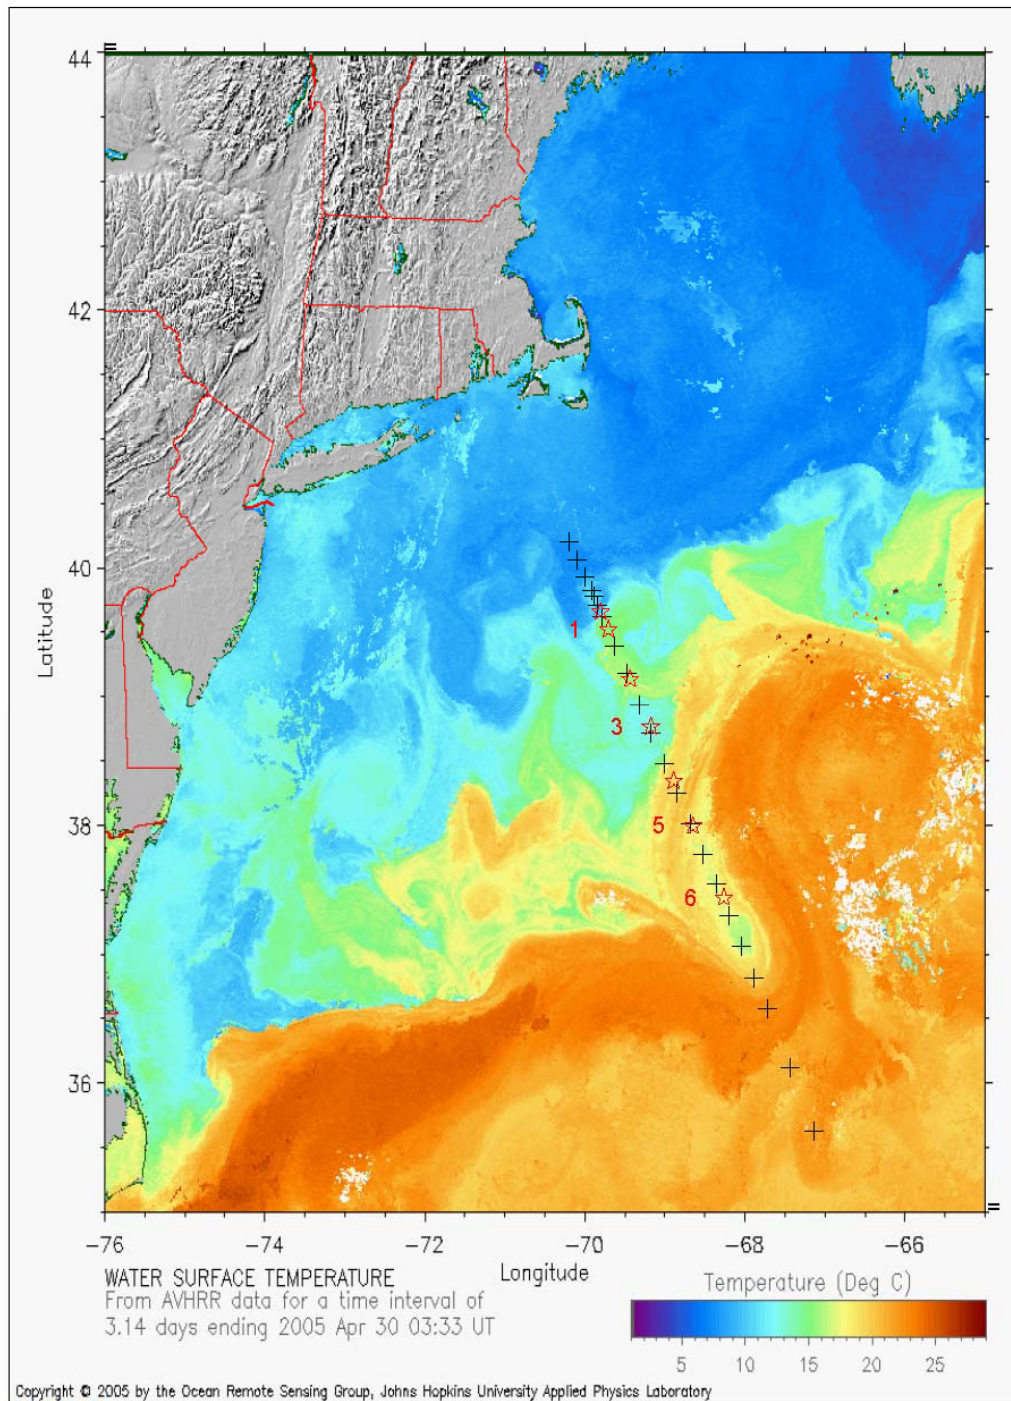 44
42
40
38
36
Latitude
1
3
5
6
-76
-74
-72
-70
-68
-66
Longitude
WATER SURFACE TEMPERATURE
From AVHRR data for a time interval of
3.14 days ending 2005 Apr 30 03:33 UT
Temperature (Deg C)
5
10
15
20
25
Copyright © 2005 by the Ocean Remote Sensing Group, Johns Hopkins University Applied Physics Laboratory